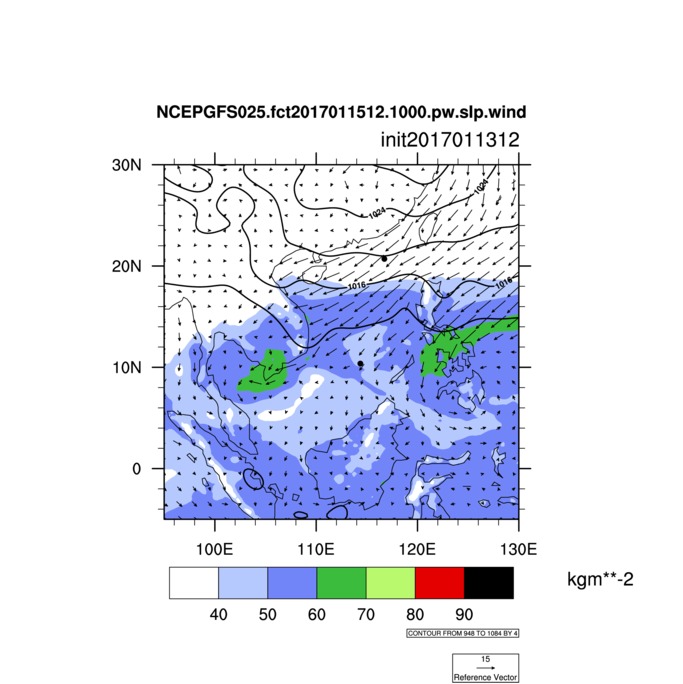 NCEPGFS025.fct2017011512.1000.pw.slp.wind
init2017011312
30N
1024
1024
20N
1016
1016
10N
0
100E 110E 120E 130E
kgm**-2
40 50 60 70 80 90
CONTOUR FROM 948 TO 1084 BY 4
15
Reference Vector